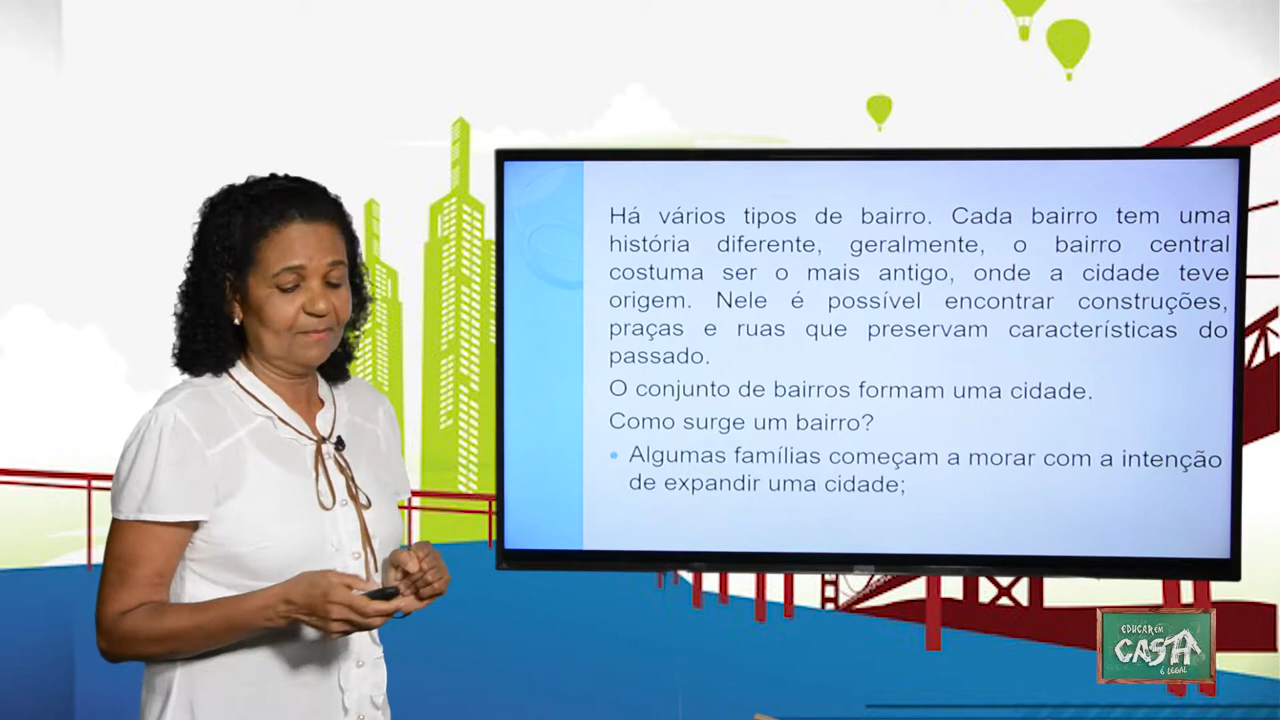 Há vários tipos de bairro. Cada bairro tem uma
história diferente, geralmente, o bairro central
costuma ser o mais antigo, onde a cidade teve
origem. Nele é possível encontrar construções,
praças e ruas que preservam características do
passado.
O conjunto de bairros formam uma cidade.
Como surge um bairro?
• Algumas famílias começam a morar com a intenção
de expandir uma cidade;
EDUCAR EM
CASA
É LEGAL